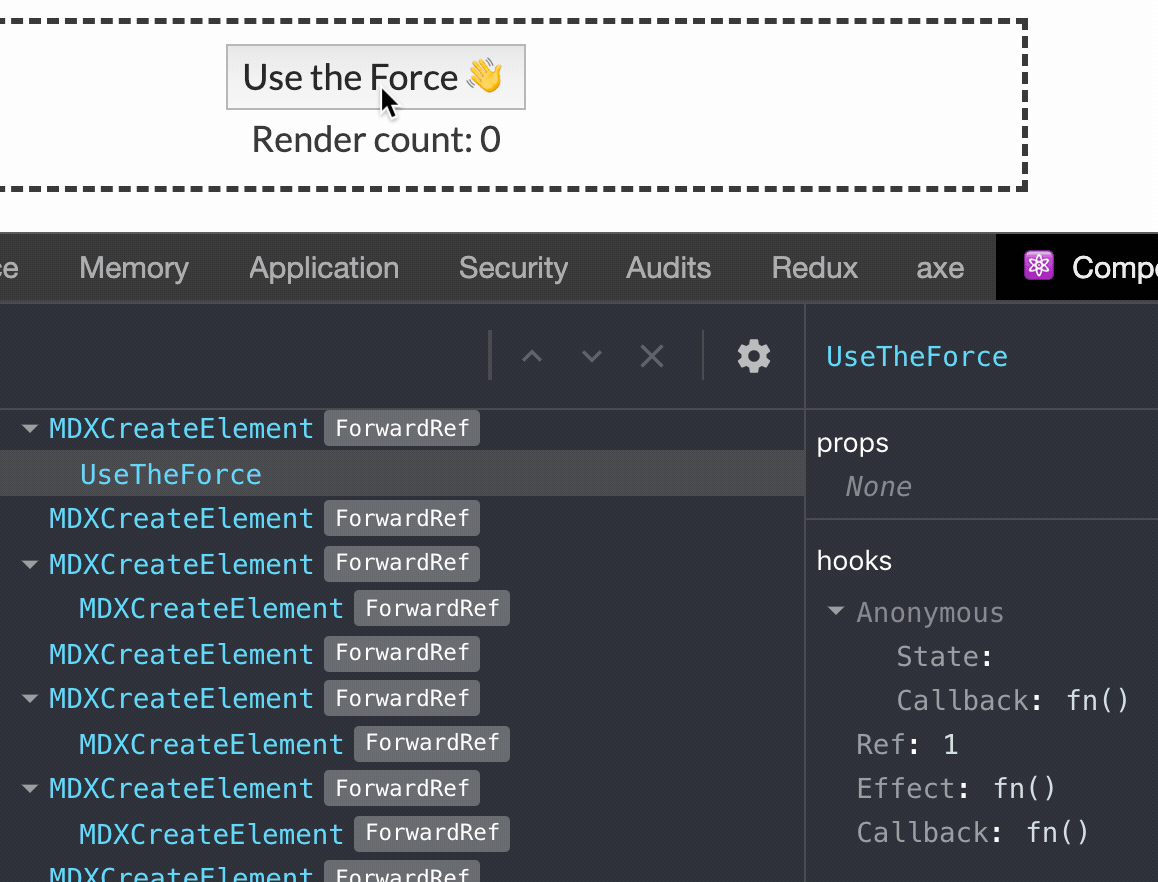 Use the Force 👋
Render count: 0
ce Memory Application Security Audits Redux axe ⚛️ Compo
UseTheForce
MDXCreateElement ForwardRef
UseTheForce
MDXCreateElement ForwardRef
MDXCreateElement ForwardRef
MDXCreateElement ForwardRef
MDXCreateElement ForwardRef
MDXCreateElement ForwardRef
MDXCreateElement ForwardRef
MDXCreateElement ForwardRef
MDXCreateElement ForwardRef
MDXCreateElement ForwardRef
props
None
hooks
Anonymous
State:
Callback: fn()
Ref: 1
Effect: fn()
Callback: fn()